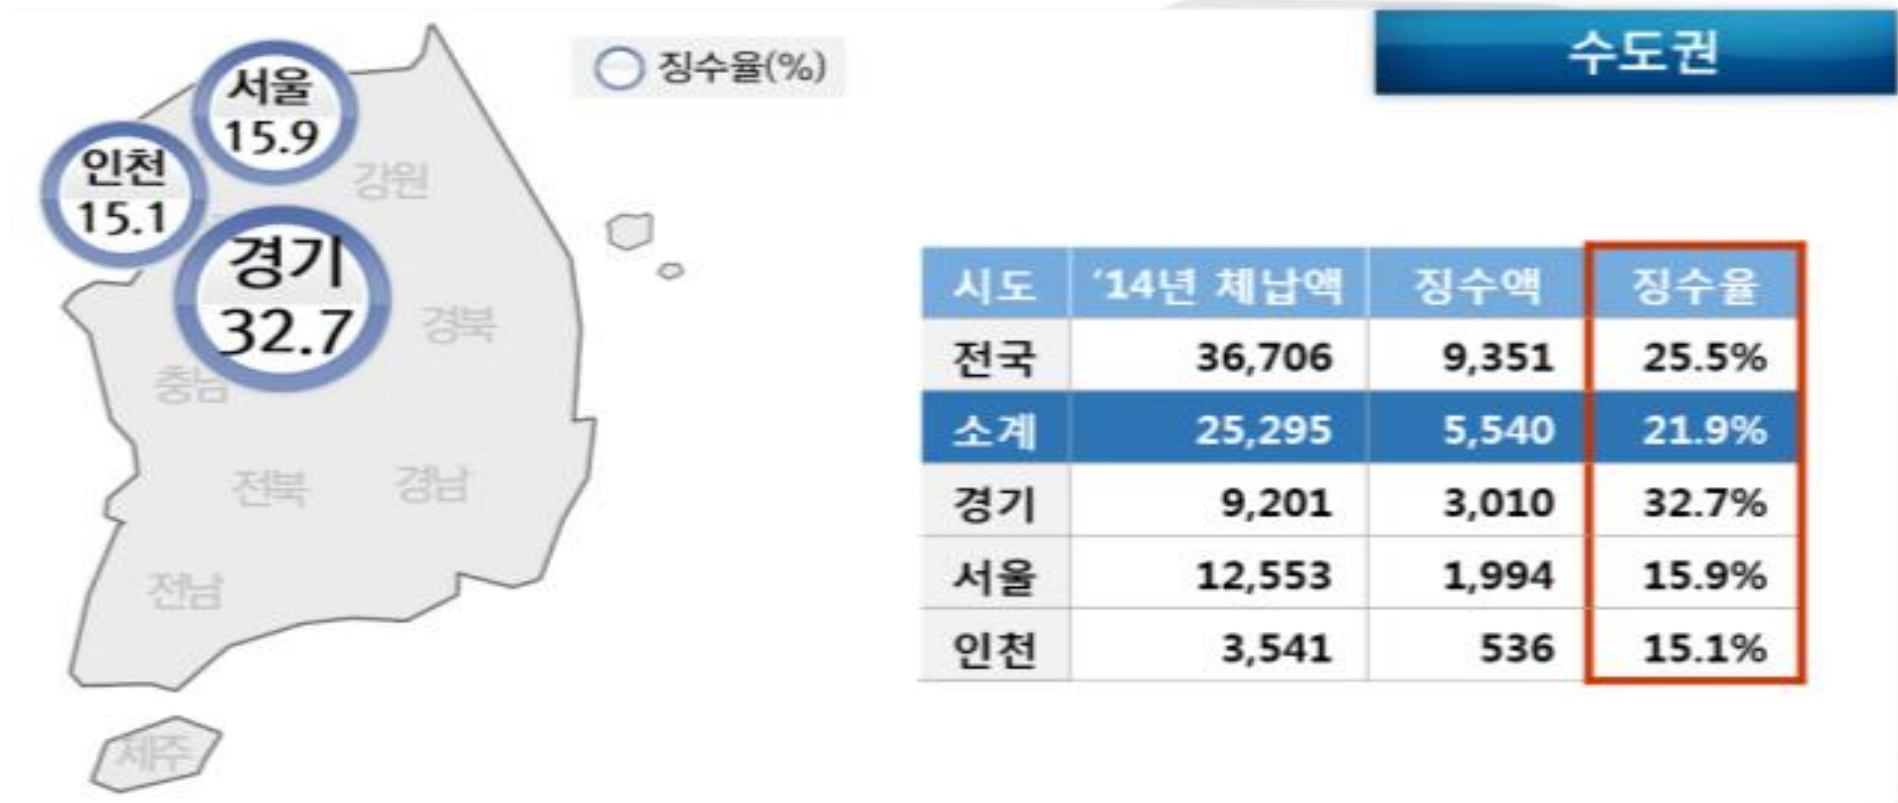 수도권
징수율(%)
서울
15.9
인천
15.1
경기
32.7
강원
경북
충남
전북
경남
전남
제주
시도 '14년 체납액 징수액 징수율
전국 36,706 9,351 25.5%
소계 25,295 5,540 21.9%
경기 9,201 3,010 32.7%
서울 12,553 1,994 15.9%
인천 3,541 536 15.1%